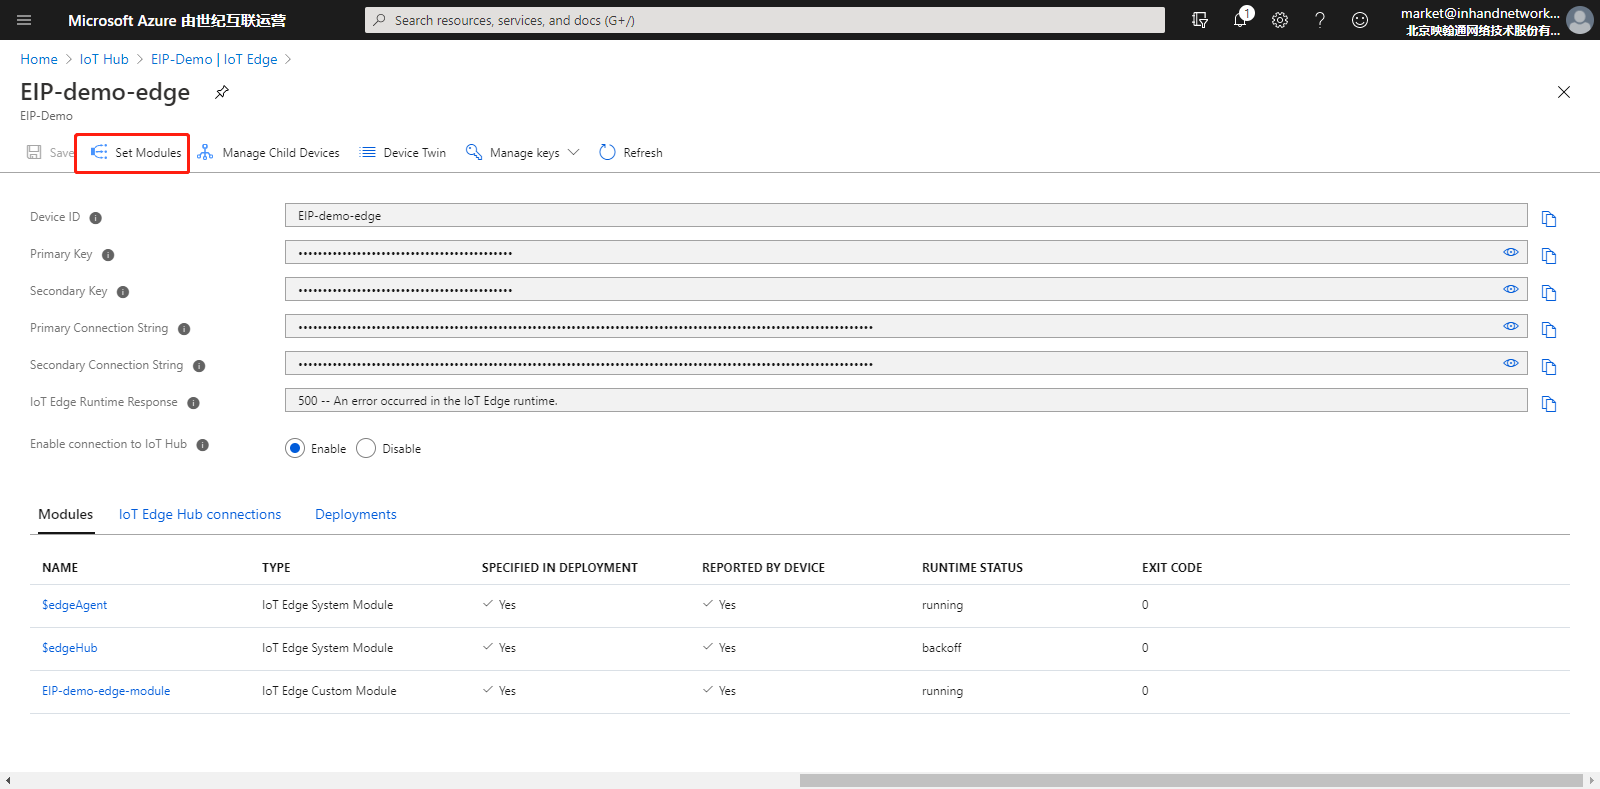 Microsoft Azure 由世纪互联运营
Search resources, services, and docs (G+/)
1
market@inhandnetwork...
北京映翰通网络技术股份有...
Home > IoT Hub > EIP-Demo | IoT Edge >
EIP-demo-edge
EIP-Demo
Save Set Modules Manage Child Devices Device Twin Manage keys Refresh
Device ID EIP-demo-edge
Primary Key ••••••••••••••••••••••••••••••••••••••••••••
Secondary Key ••••••••••••••••••••••••••••••••••••••••••••
Primary Connection String
Secondary Connection String
IoT Edge Runtime Response 500 -- An error occurred in the IoT Edge runtime.
Enable connection to IoT Hub Enable Disable
Modules IoT Edge Hub connections Deployments
NAME TYPE SPECIFIED IN DEPLOYMENT REPORTED BY DEVICE RUNTIME STATUS EXIT CODE
$edgeAgent IoT Edge System Module Yes Yes running 0
$edgeHub IoT Edge System Module Yes Yes backoff 0
EIP-demo-edge-module IoT Edge Custom Module Yes Yes running 0